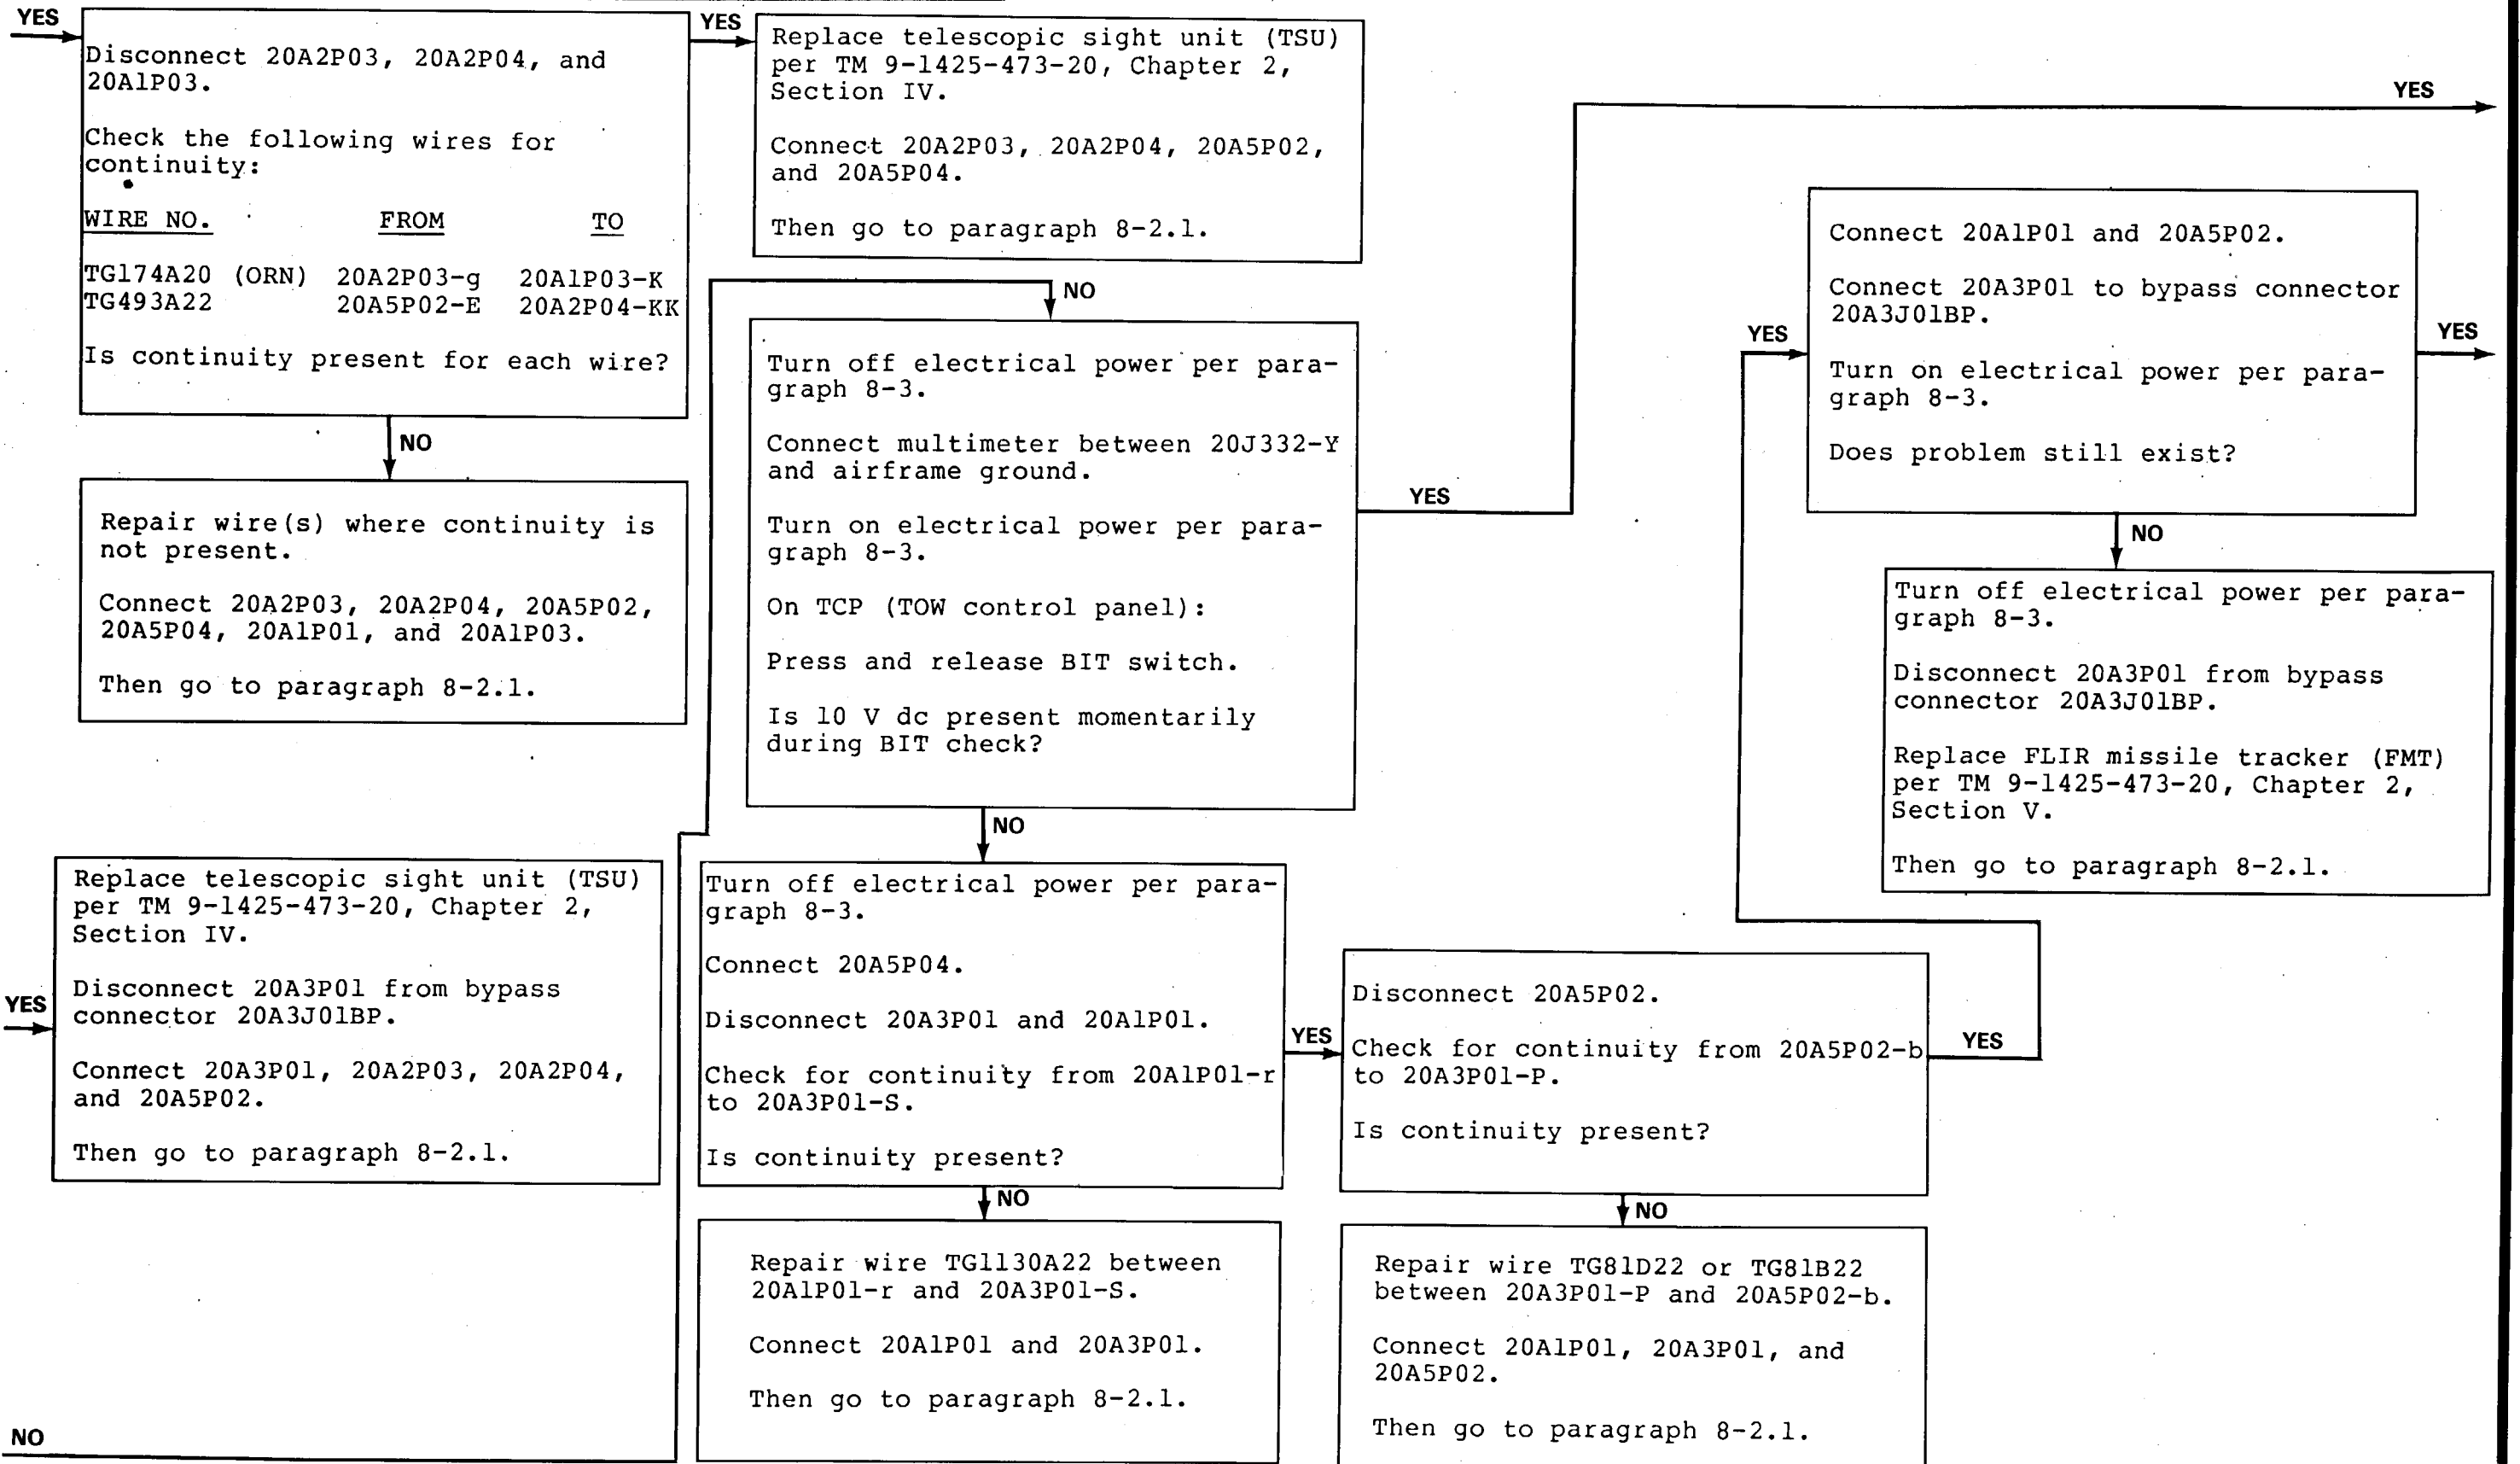 YES
Disconnect 20A2P03, 20A2P04, and
20A1P03.
Check the following wires for
continuity:
WIRE NO. FROM TO
TG174A20 (ORN) 20A2P03-g 20A1P03-K
TG493A22 20A5P02-E 20A2P04-KK
Is continuity present for each wire?
NO
Repair wire(s) where continuity is
not present.
Connect 20A2P03, 20A2P04, 20A5P02,
20A5P04, 20A1P01, and 20A1P03.
Then go to paragraph 8-2.1.
YES
Replace telescopic sight unit (TSU)
per TM 9-1425-473-20, Chapter 2,
Section IV.
Connect 20A2P03, 20A2P04, 20A5P02,
and 20A5P04.
Then go to paragraph 8-2.1.
YES
Replace telescopic sight unit (TSU)
per TM 9-1425-473-20, Chapter 2,
Section IV.
Disconnect 20A3P01 from bypass
connector 20A3J01BP.
Connect 20A3P01, 20A2P03, 20A2P04,
and 20A5P02.
Then go to paragraph 8-2.1.
NO
NO
Turn off electrical power per para-
graph 8-3.
Connect multimeter between 20J332-Y
and airframe ground.
Turn on electrical power per para-
graph 8-3.
On TCP (TOW control panel):
Press and release BIT switch.
Is 10 V dc present momentarily
during BIT check?
YES
YES
NO
Turn off electrical power per para-
graph 8-3.
Connect 20A5P04.
Disconnect 20A3P01 and 20A1P01.
Check for continuity from 20A1P01-r
to 20A3P01-S.
Is continuity present?
NO
Repair wire TG1130A22 between
20A1P01-r and 20A3P01-S.
Connect 20A1P01 and 20A3P01.
Then go to paragraph 8-2.1.
YES
Disconnect 20A5P02.
Check for continuity from 20A5P02-b
to 20A3P01-P.
Is continuity present?
NO
Repair wire TG81D22 or TG81B22
between 20A3P01-P and 20A5P02-b.
Connect 20A1P01, 20A3P01, and
20A5P02.
Then go to paragraph 8-2.1.
YES
YES
Connect 20A1P01 and 20A5P02.
Connect 20A3P01 to bypass connector
20A3J01BP.
Turn on electrical power per para-
graph 8-3.
Does problem still exist?
YES
NO
Turn off electrical power per para-
graph 8-3.
Disconnect 20A3P01 from bypass
connector 20A3J01BP.
Replace FLIR missile tracker (FMT)
per TM 9-1425-473-20, Chapter 2,
Section V.
Then go to paragraph 8-2.1.